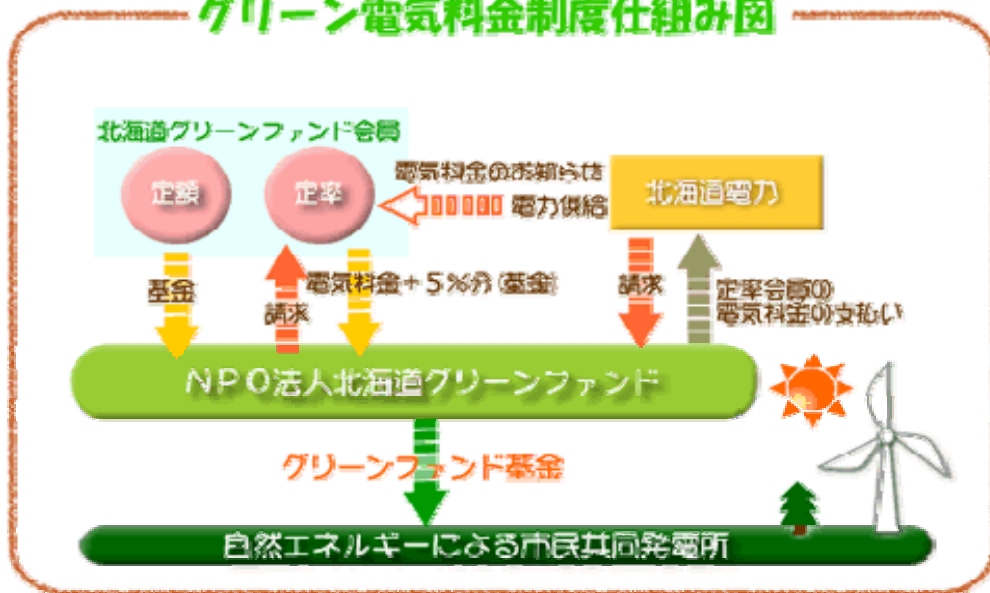 グリーン電気料金制度仕組み図
北海道グリーンファンド会員
定額
定率
電気料金のお知らせ
電力供給
北海道電力
基金
請求
電気料金+5%分(基金)
請求
定率会員の
電気料金の支払い
NPO法人北海道グリーンファンド
グリーンファンド基金
自然エネルギーによる市民共同発電所